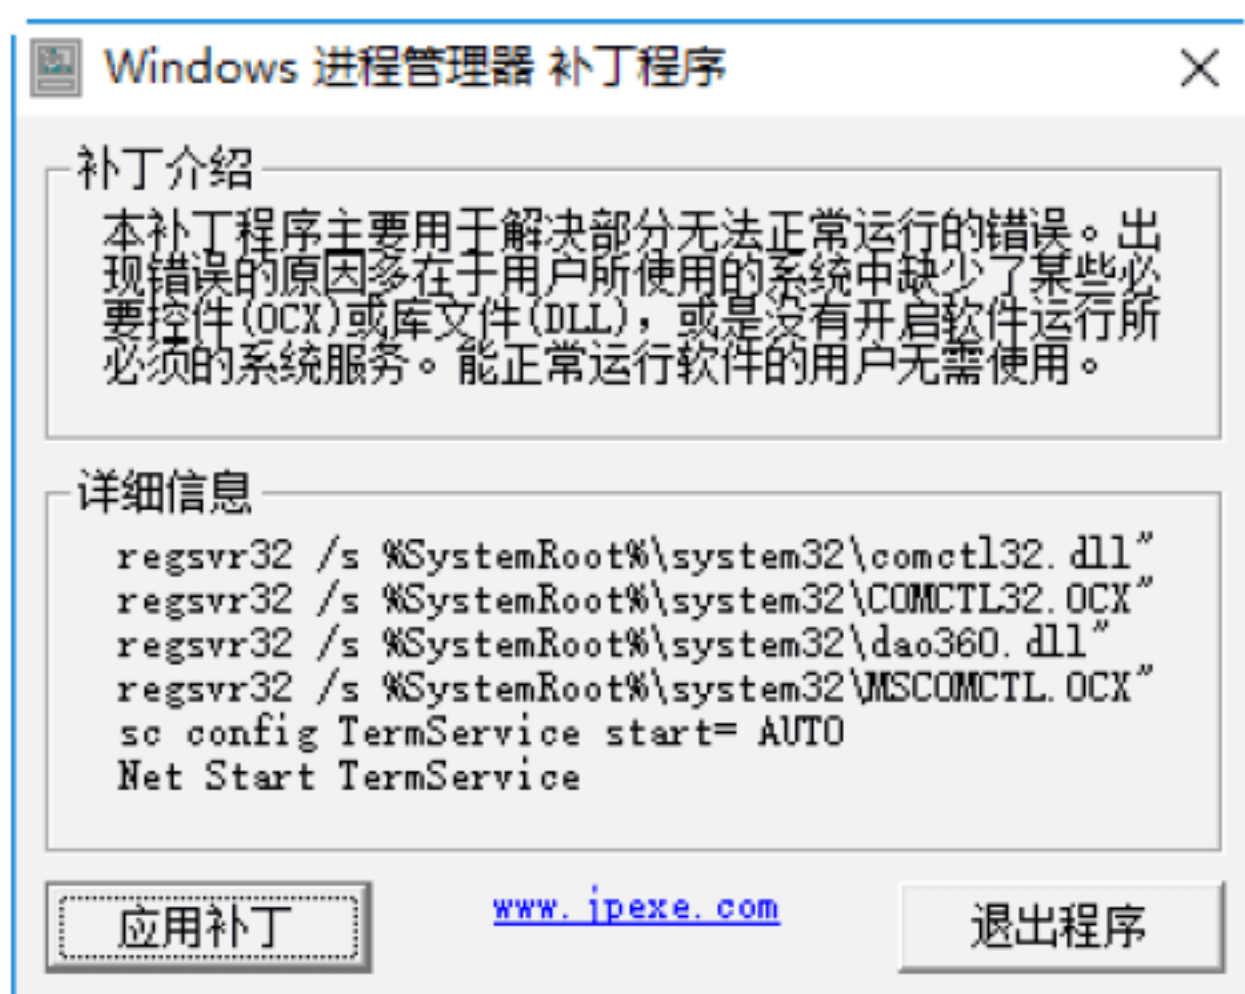 Windows 进程管理器 补丁程序
补丁介绍
本补丁程序主要用于解决部分无法正常运行的错误。出
现错误的原因多在于用户所使用的系统中缺少了某些必
要控件(OCX)或库文件(DLL)，或是没有开启软件运行所
必须的系统服务。能正常运行软件的用户无需使用。
详细信息
regsvr32 /s %SystemRoot%\system32\comctl32.dll"
regsvr32 /s %SystemRoot%\system32\COMCTL32.OCX"
regsvr32 /s %SystemRoot%\system32\dao360.dll"
regsvr32 /s %SystemRoot%\system32\MSCOMCTL.OCX"
sc config TermService start= AUTO
Net Start TermService
应用补丁
www.jpexe.com
退出程序